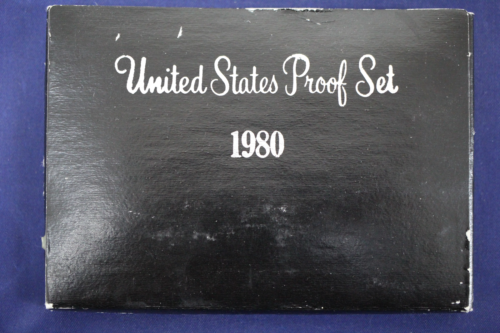 United States Proof Set
1980